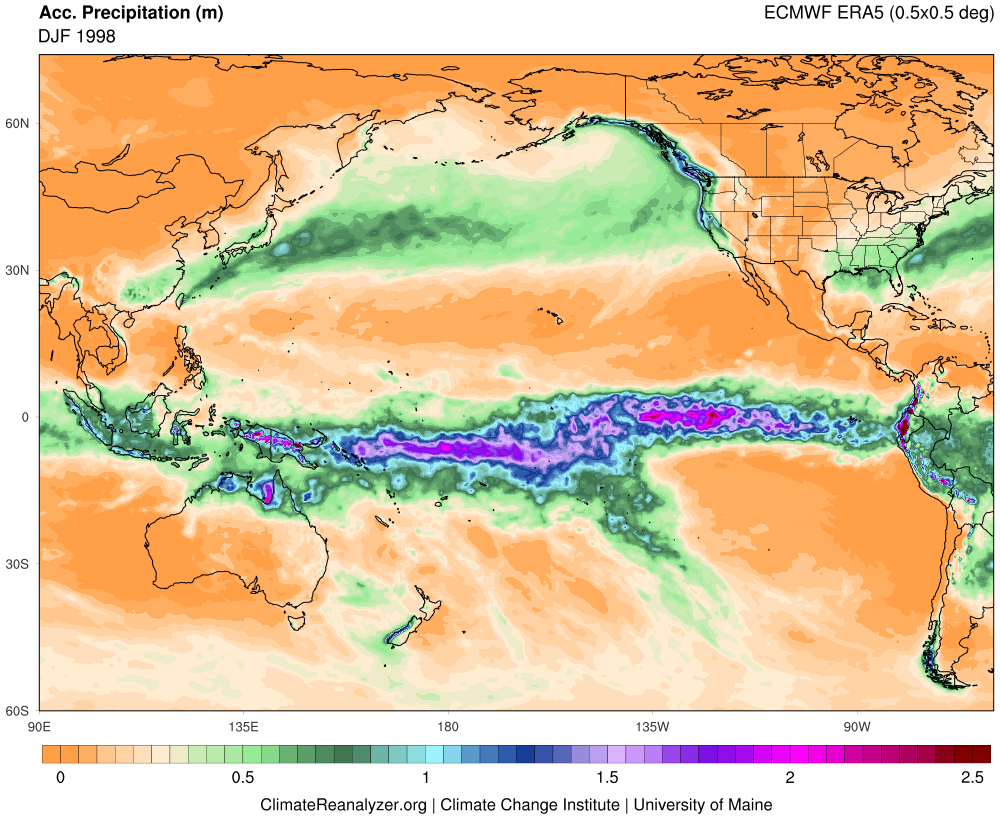 Acc. Precipitation (m) ECMWF ERA5 (0.5x0.5 deg)
DJF 1998
60N
30N
0
30S
60S
90E 135E 180 135W 90W
0 0.5 1 1.5 2 2.5
ClimateReanalyzer.org | Climate Change Institute | University of Maine